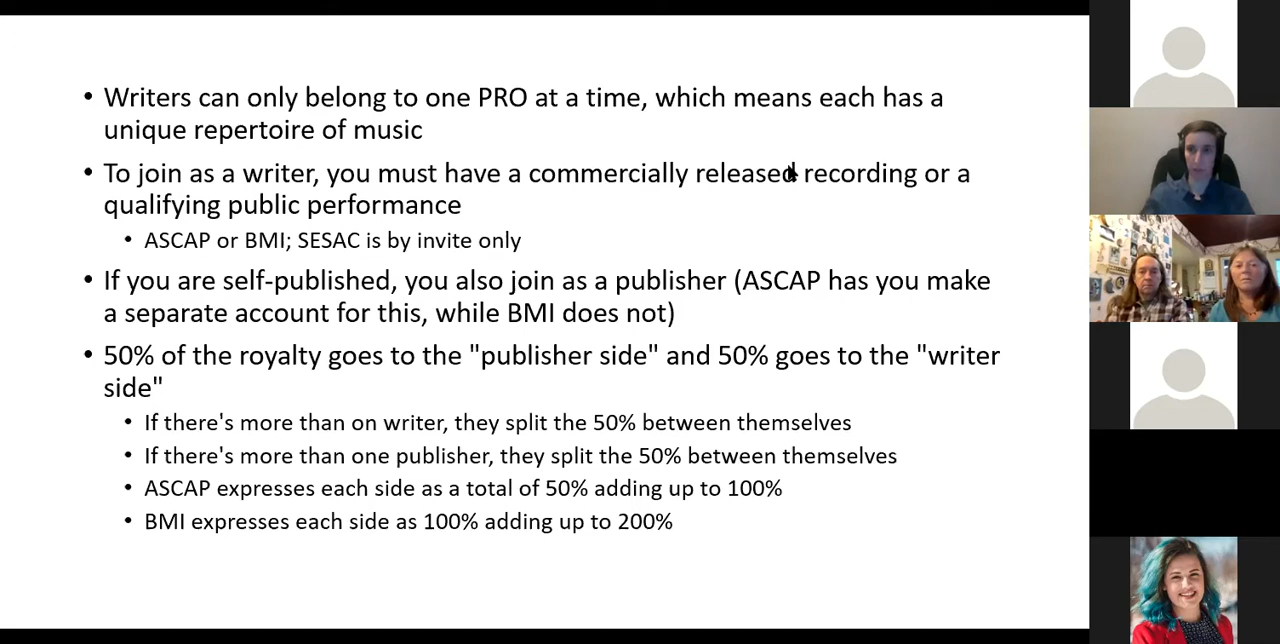 • Writers can only belong to one PRO at a time, which means each has a
unique repertoire of music
• To join as a writer, you must have a commercially released recording or a
qualifying public performance
• ASCAP or BMI; SESAC is by invite only
• If you are self-published, you also join as a publisher (ASCAP has you make
a separate account for this, while BMI does not)
• 50% of the royalty goes to the "publisher side" and 50% goes to the "writer
side"
• If there's more than on writer, they split the 50% between themselves
• If there's more than one publisher, they split the 50% between themselves
• ASCAP expresses each side as a total of 50% adding up to 100%
• BMI expresses each side as 100% adding up to 200%